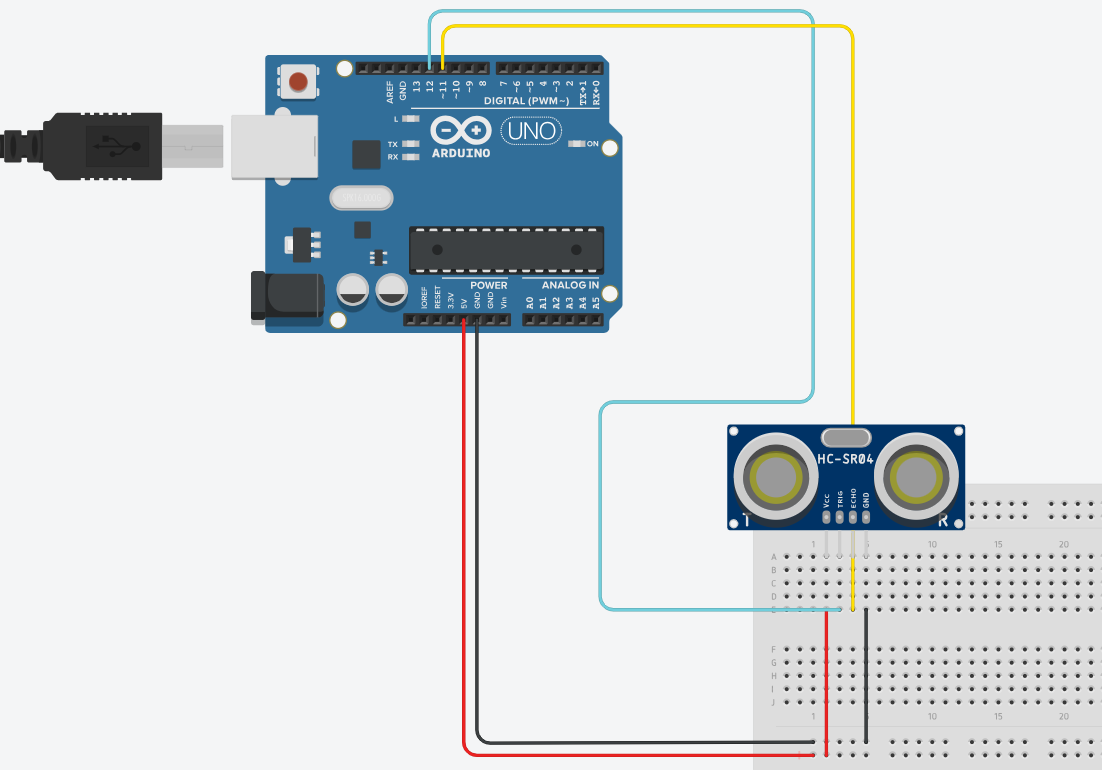 AREF
GND
13
12
~11
~10
~9
8
7
~6
~5
4
~3
2
TX→1
RX←0
DIGITAL (PWM~)
L
TX
RX
ARDUINO
UNO
ON
POWER
ANALOG IN
IOREF
RESET
3.3V
5V
GND
GND
Vin
A0
A1
A2
A3
A4
A5
HC-SR04
Vcc
TRIG
ECHO
GND
T
R
1
10
15
20
A
B
C
D
F
G
H
I
J
1
10
15
20